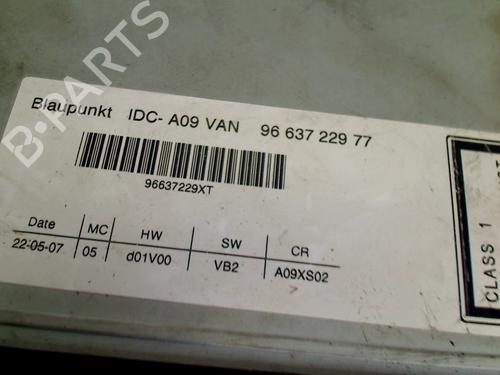 B-PARTS
Blaupunkt IDC- A09 VAN 96 637 229 77
96637229XT
Date MC HW SW CR
22-05-07 05 d01V00 VB2 A09XS02
CLASS 1